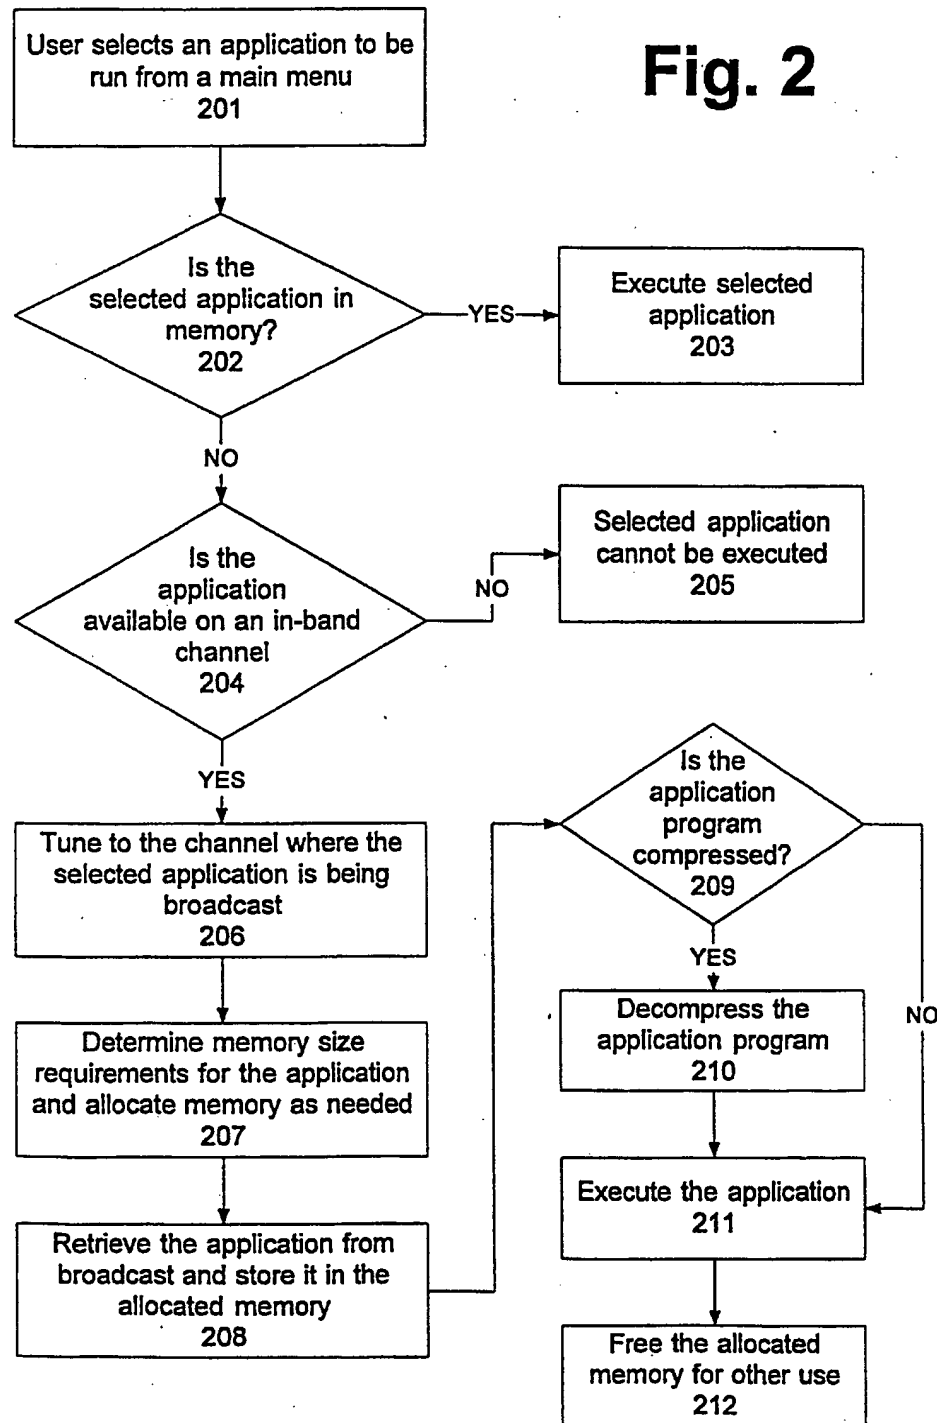 Fig. 2
User selects an application to be
run from a main menu
201
Is the
selected application in
memory?
202
YES
Execute selected
application
203
NO
Is the
application
available on an in-band
channel
204
NO
Selected application
cannot be executed
205
YES
Tune to the channel where the
selected application is being
broadcast
206
Determine memory size
requirements for the application
and allocate memory as needed
207
Retrieve the application from
broadcast and store it in the
allocated memory
208
Is the
application
program
compressed?
209
YES
NO
Decompress the
application program
210
Execute the application
211
Free the allocated
memory for other use
212